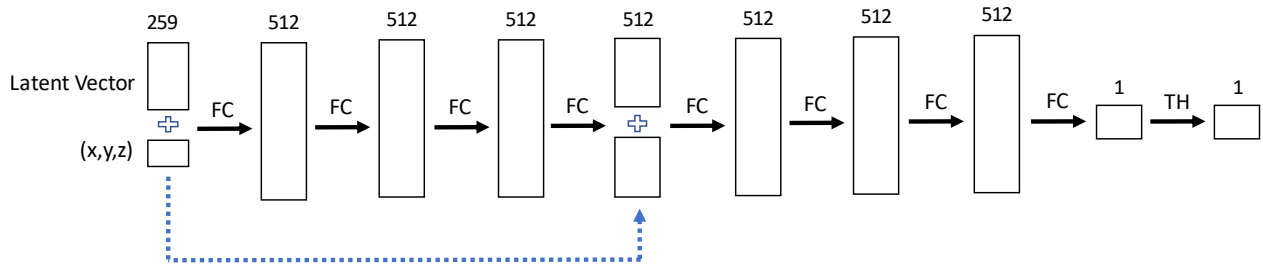 259 512 512 512 512 512 512 512
Latent Vector
FC FC FC FC FC FC FC FC 1 TH 1
(x,y,z)